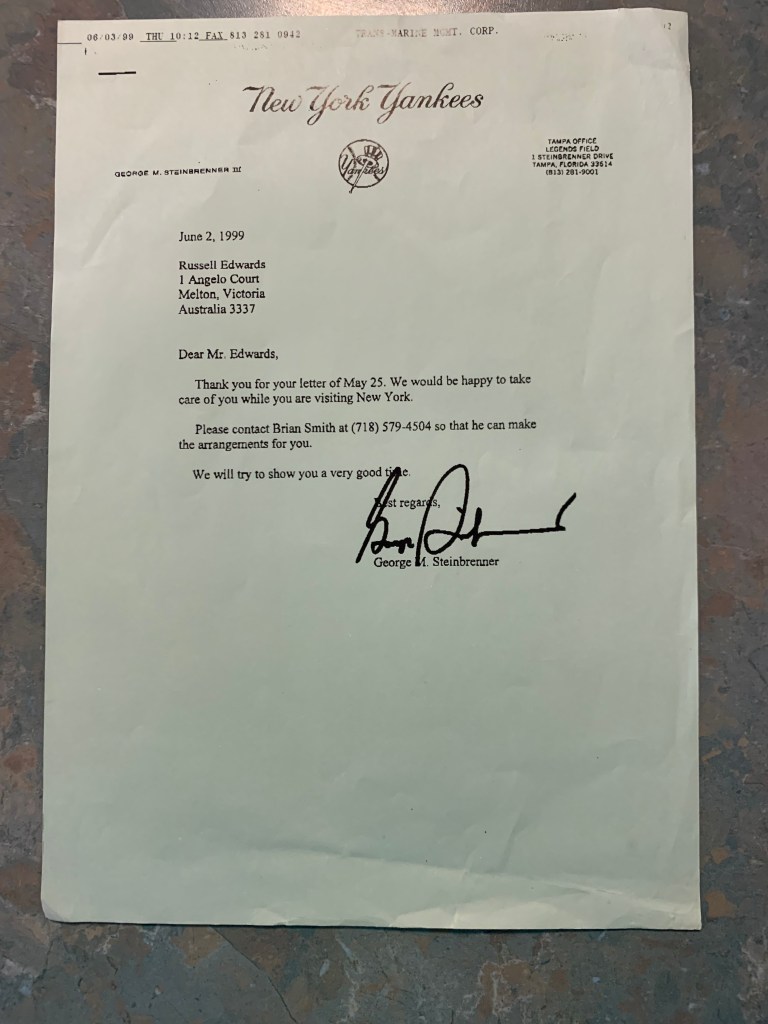 06/03/99 THU 10:12 FAX 813 281 0942 TRANS-MARINE MGMT. CORP.
New York Yankees
GEORGE M. STEINBRENNER III
Yankees
TAMPA OFFICE
LEGENDS FIELD
1 STEINBRENNER DRIVE
TAMPA, FLORIDA 33614
(813) 281-9001
June 2, 1999
Russell Edwards
1 Angelo Court
Melton, Victoria
Australia 3337
Dear Mr. Edwards,
Thank you for your letter of May 25. We would be happy to take
care of you while you are visiting New York.
Please contact Brian Smith at (718) 579-4504 so that he can make
the arrangements for you.
We will try to show you a very good time.
Best regards,
George M. Steinbrenner